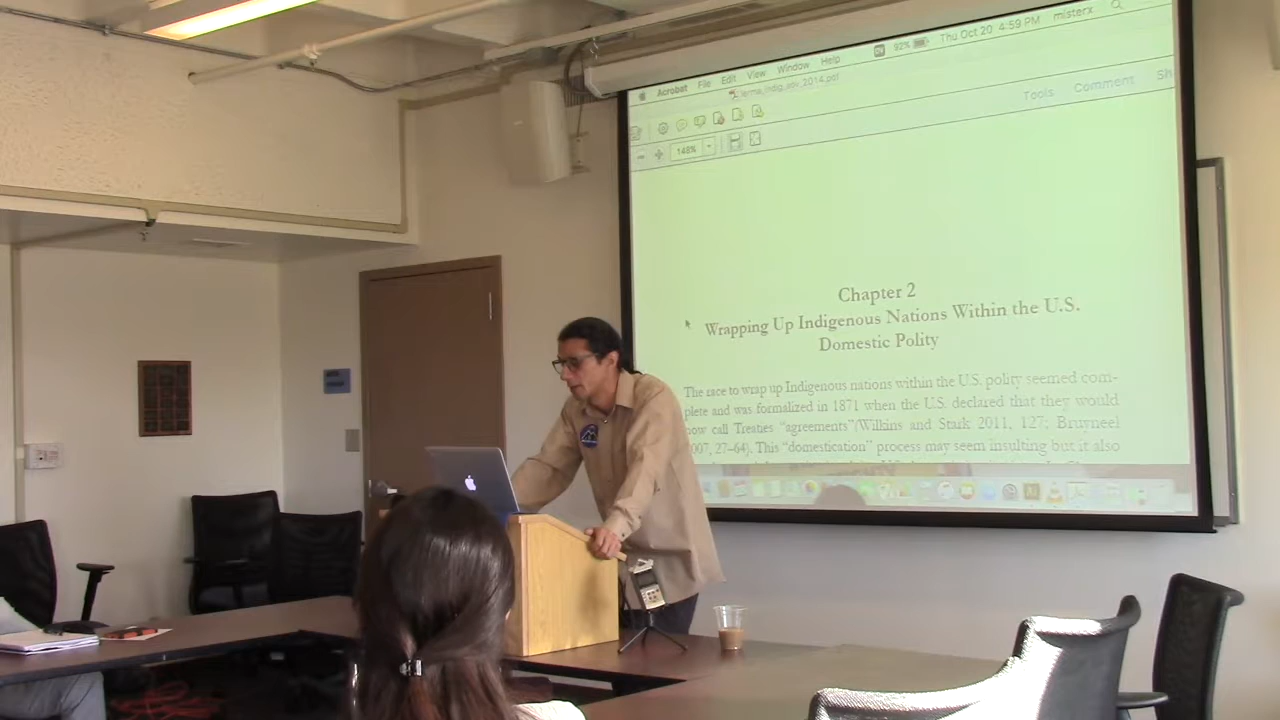 Acrobat File Edit View Window Help 92% Thu Oct 20 4:59 PM misterx
Tools Comment Sh
148%
Chapter 2
Wrapping Up Indigenous Nations Within the U.S.
Domestic Polity
The race to wrap up Indigenous nations within the U.S. polity seemed com-
plete and was formalized in 1871 when the U.S. declared that they would
now call Treaties “agreements”(Wilkins and Stark 2011, 127; Bruyneel
2007, 27–64). This “domestication” process may seem insulting but it also